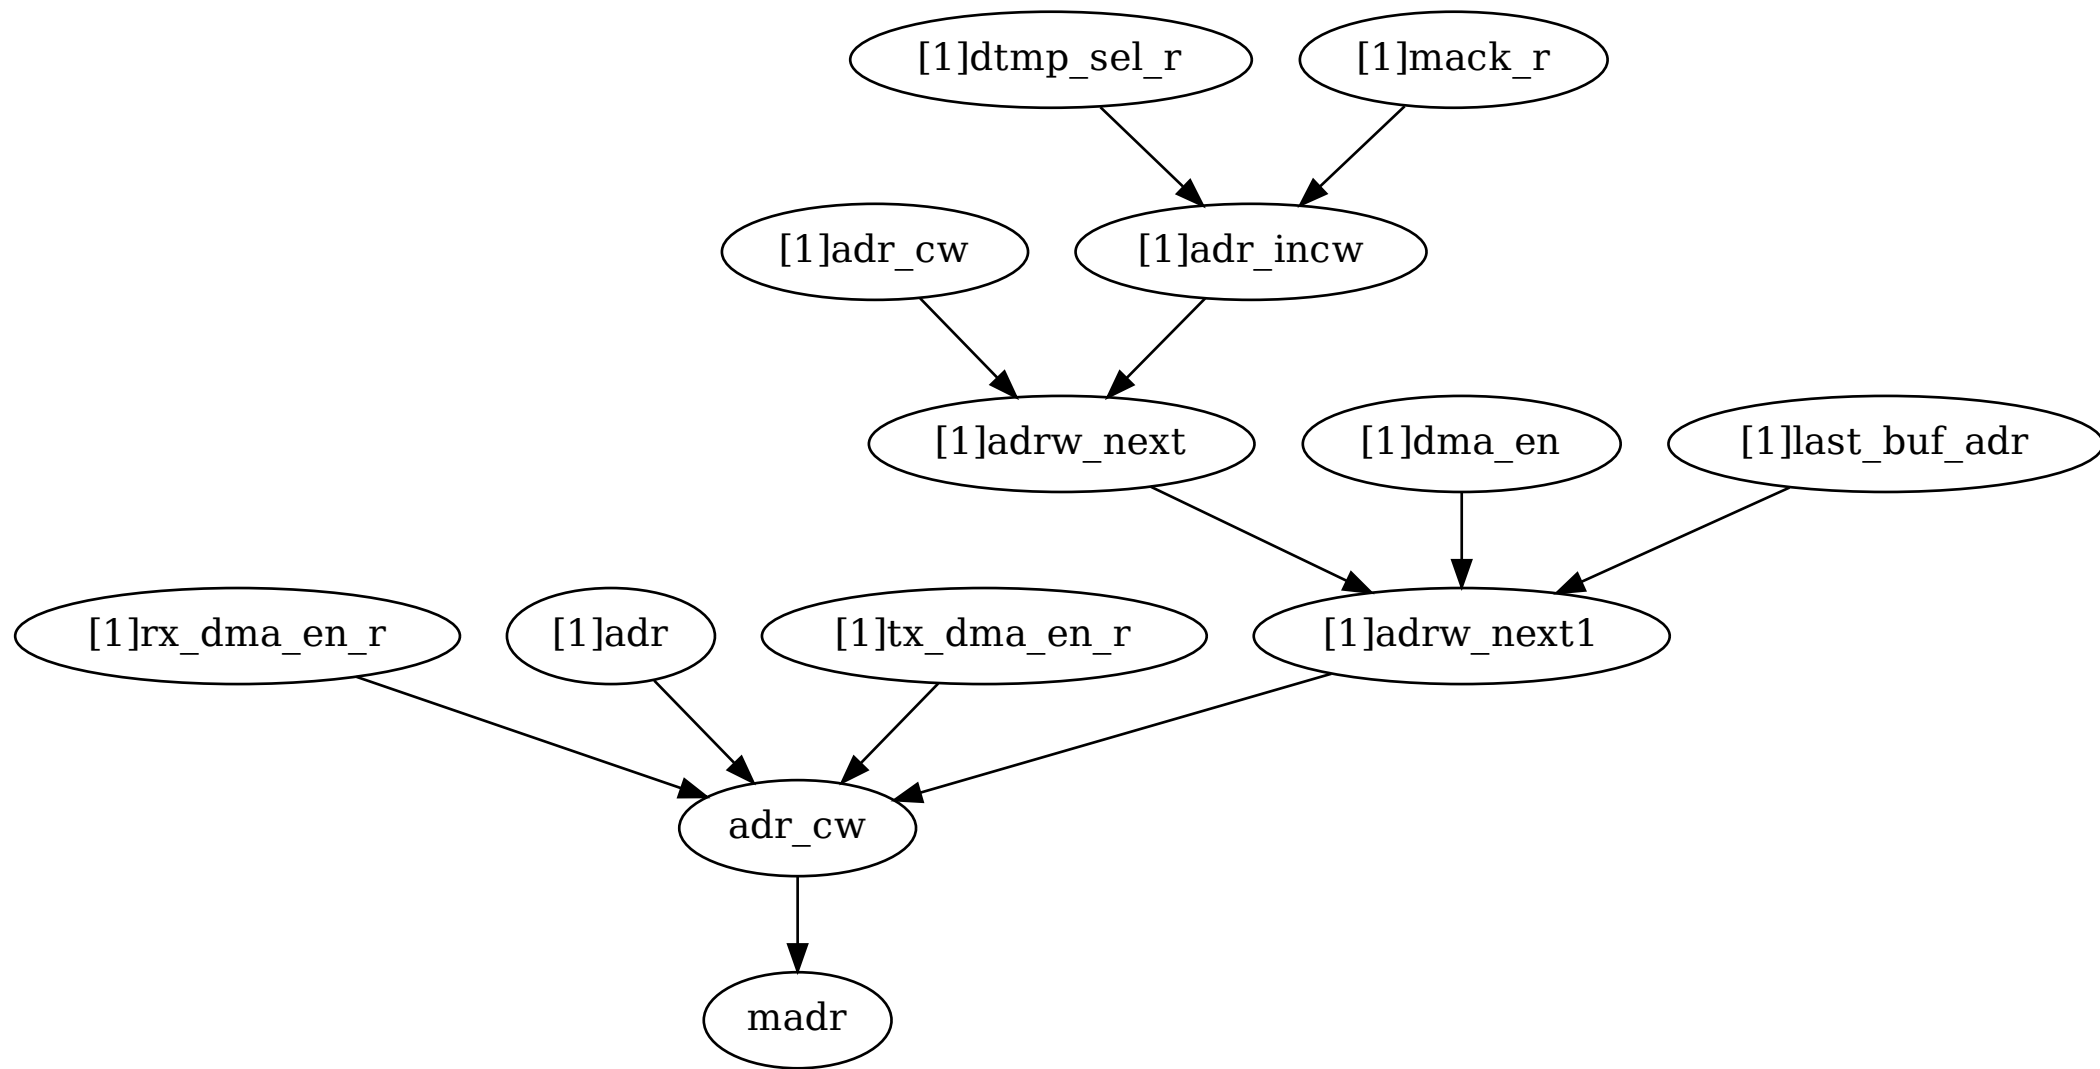 [1]dtmp_sel_r
[1]mack_r
[1]adr_cw
[1]adr_incw
[1]adrw_next
[1]dma_en
[1]last_buf_adr
[1]rx_dma_en_r
[1]adr
[1]tx_dma_en_r
[1]adrw_next1
adr_cw
madr